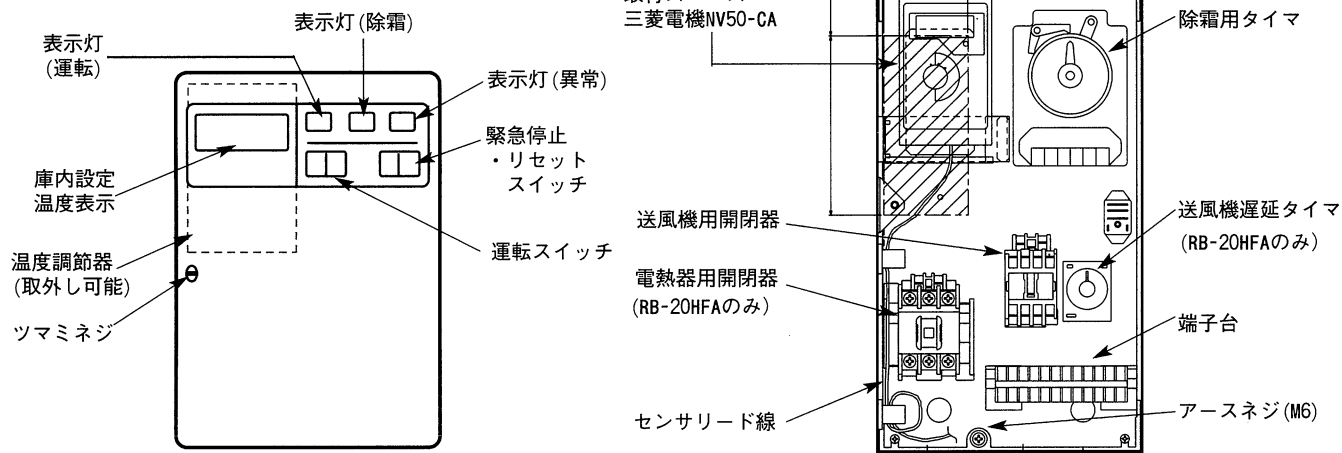 表示灯(除霜)
表示灯
(運転)
表示灯(異常)
緊急停止
・リセット
スイッチ
庫内設定
温度表示
運転スイッチ
温度調節器
(取外し可能)
ツマミネジ
三菱電機NV50-CA
除霜用タイマ
送風機用開閉器
送風機遅延タイマ
(RB-20HFAのみ)
電熱器用開閉器
(RB-20HFAのみ)
端子台
センサリード線
アースネジ(M6)